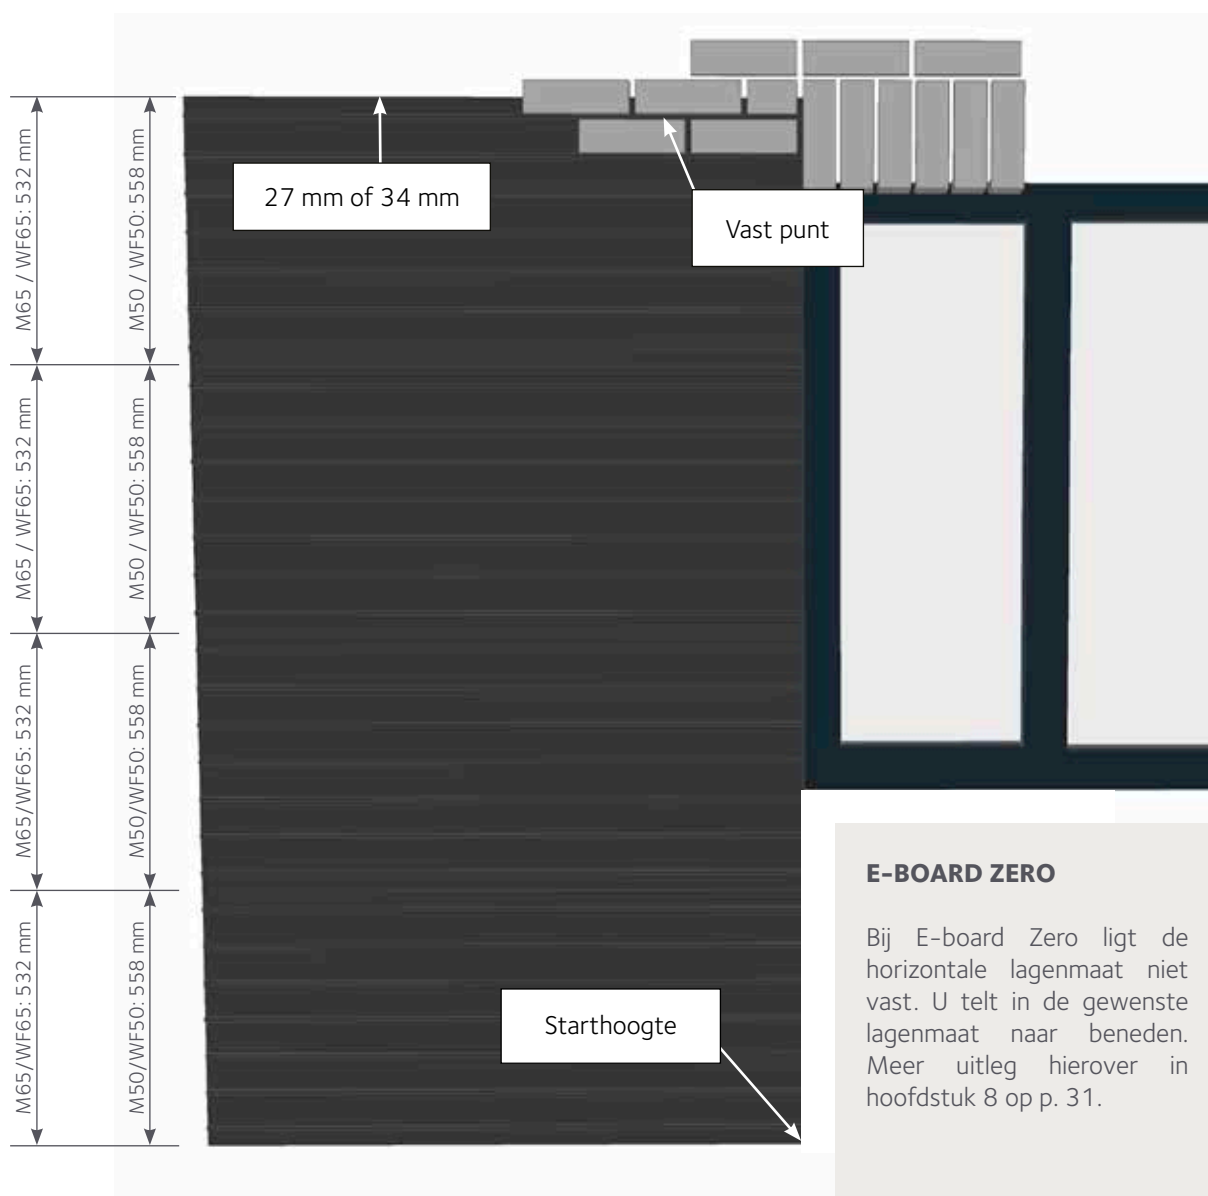 27 mm of 34 mm
Vast punt
M65 / WF65: 532 mm
M50 / WF50: 558 mm
M65 / WF65: 532 mm
M50 / WF50: 558 mm
M65/WF65: 532 mm
M50/WF50: 558 mm
M65/WF65: 532 mm
M50/WF50: 558 mm
Starthoogte
E-BOARD ZERO
Bij E-board Zero ligt de
horizontale lagenmaat niet
vast. U telt in de gewenste
lagenmaat naar beneden.
Meer uitleg hierover in
hoofdstuk 8 op p. 31.